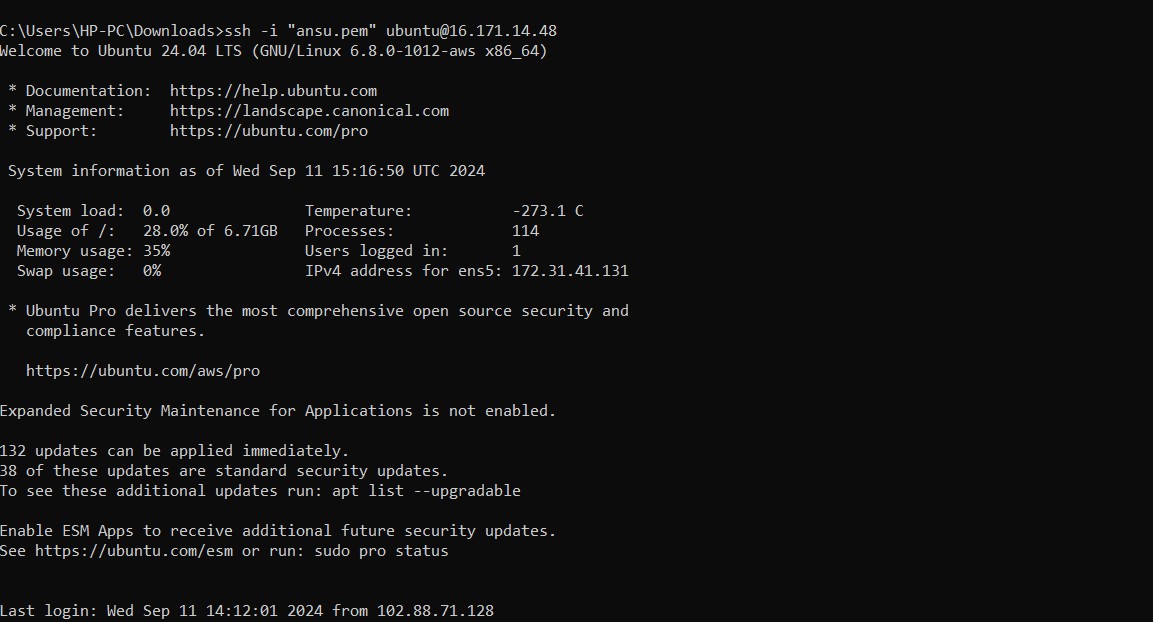 C:\Users\HP-PC\Downloads>ssh -i "ansu.pem" ubuntu@16.171.14.48
Welcome to Ubuntu 24.04 LTS (GNU/Linux 6.8.0-1012-aws x86_64)
* Documentation:  https://help.ubuntu.com
* Management:     https://landscape.canonical.com
* Support:        https://ubuntu.com/pro
System information as of Wed Sep 11 15:16:50 UTC 2024
System load:  0.0               Temperature:           -273.1 C
Usage of /:   28.0% of 6.71GB   Processes:             114
Memory usage: 35%               Users logged in:       1
Swap usage:   0%                IPv4 address for ens5: 172.31.41.131
* Ubuntu Pro delivers the most comprehensive open source security and
compliance features.
https://ubuntu.com/aws/pro
Expanded Security Maintenance for Applications is not enabled.
132 updates can be applied immediately.
38 of these updates are standard security updates.
To see these additional updates run: apt list --upgradable
Enable ESM Apps to receive additional future security updates.
See https://ubuntu.com/esm or run: sudo pro status
Last login: Wed Sep 11 14:12:01 2024 from 102.88.71.128